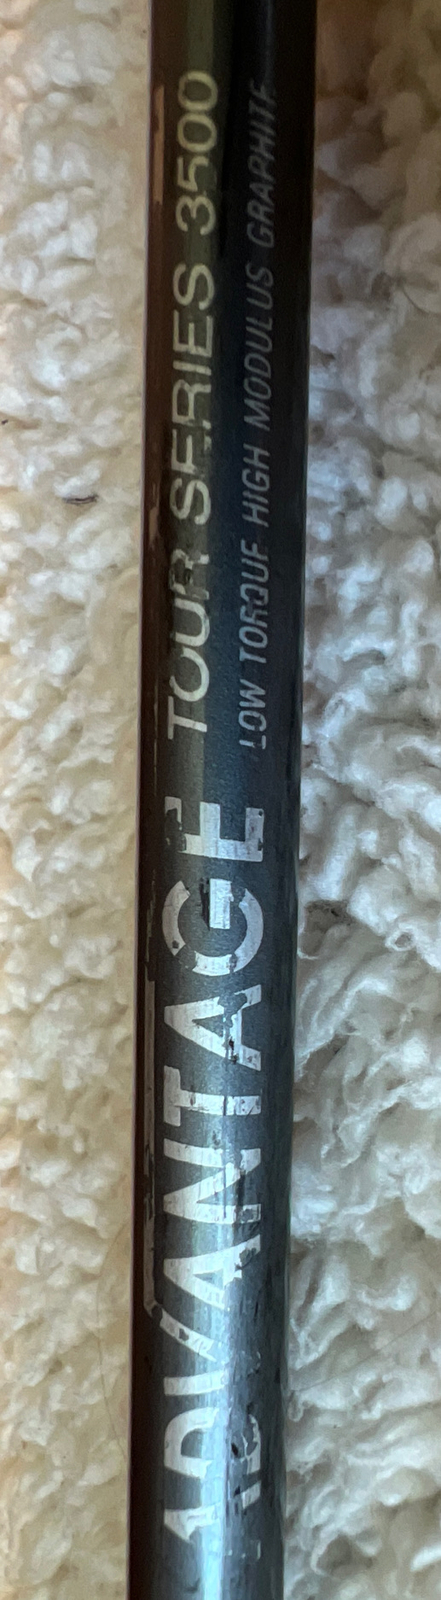 ADVANTAGE TOUR SERIES 3500
LOW TORQUE HIGH MODULUS GRAPHITE